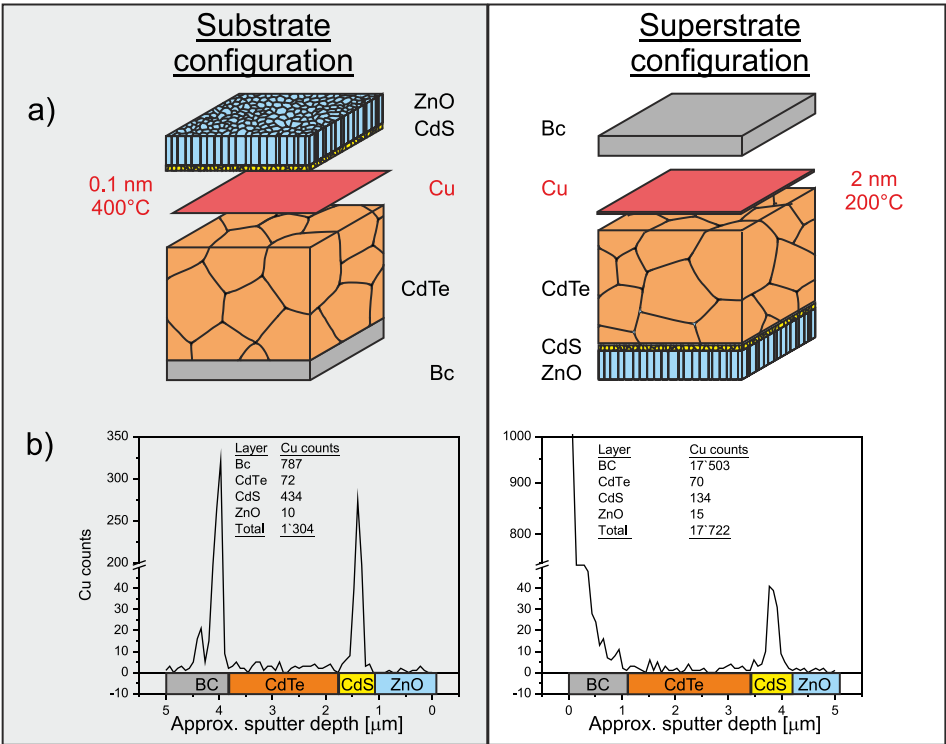 Substrate
configuration
Superstrate
configuration
a)
ZnO
CdS
0.1 nm
400°C
Cu
CdTe
Bc
Bc
Cu
2 nm
200°C
CdTe
CdS
ZnO
b)
Cu counts
350
300
250
200
40
30
20
10
0
-10
Layer Cu counts
Bc 787
CdTe 72
CdS 434
ZnO 10
Total 1`304
BC CdTe CdS ZnO
5 4 3 2 1 0
Approx. sputter depth [µm]
1000
900
800
40
30
20
10
0
-10
Layer Cu counts
BC 17`503
CdTe 70
CdS 134
ZnO 15
Total 17`722
BC CdTe CdS ZnO
0 1 2 3 4 5
Approx. sputter depth [µm]